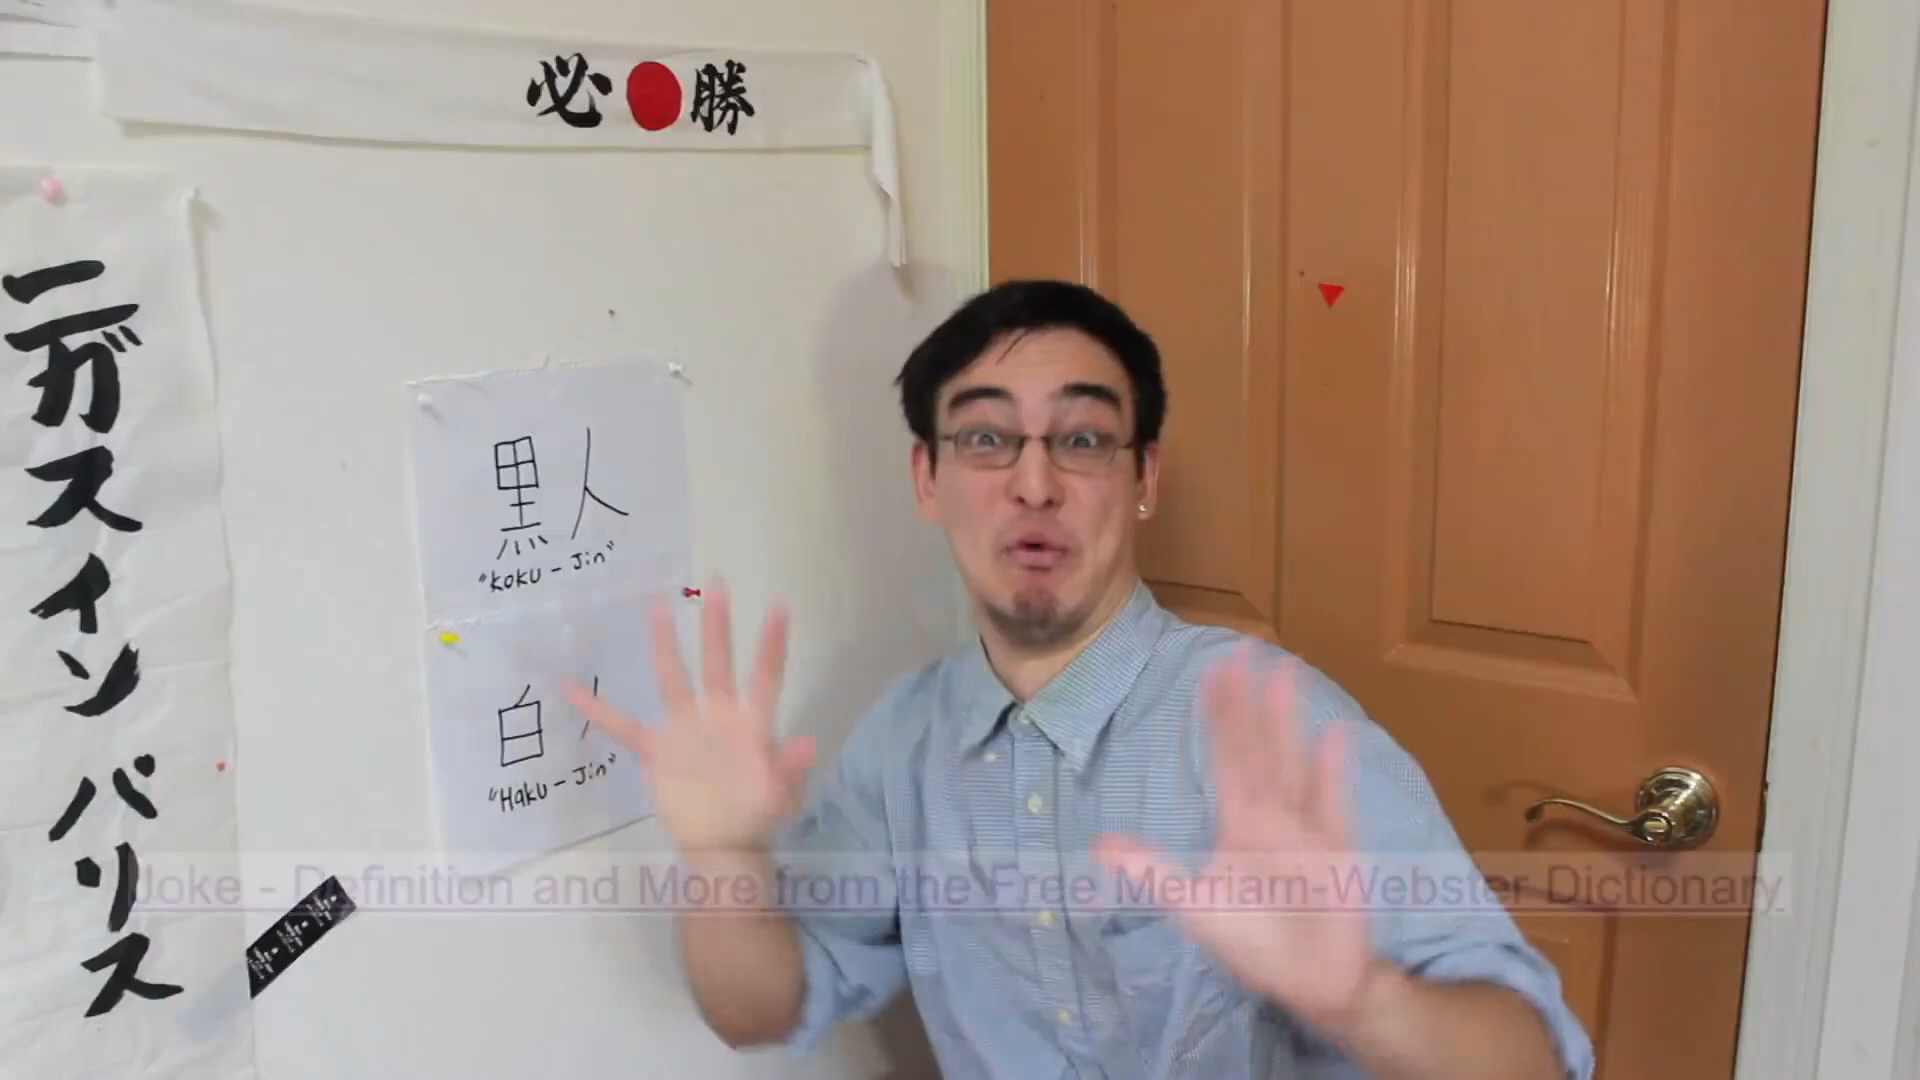 必勝
ニガスイン パリス
黒人
"Koku - Jin"
白人
"Haku - Jin"
Joke - Definition and More from the Free Merriam-Webster Dictionary